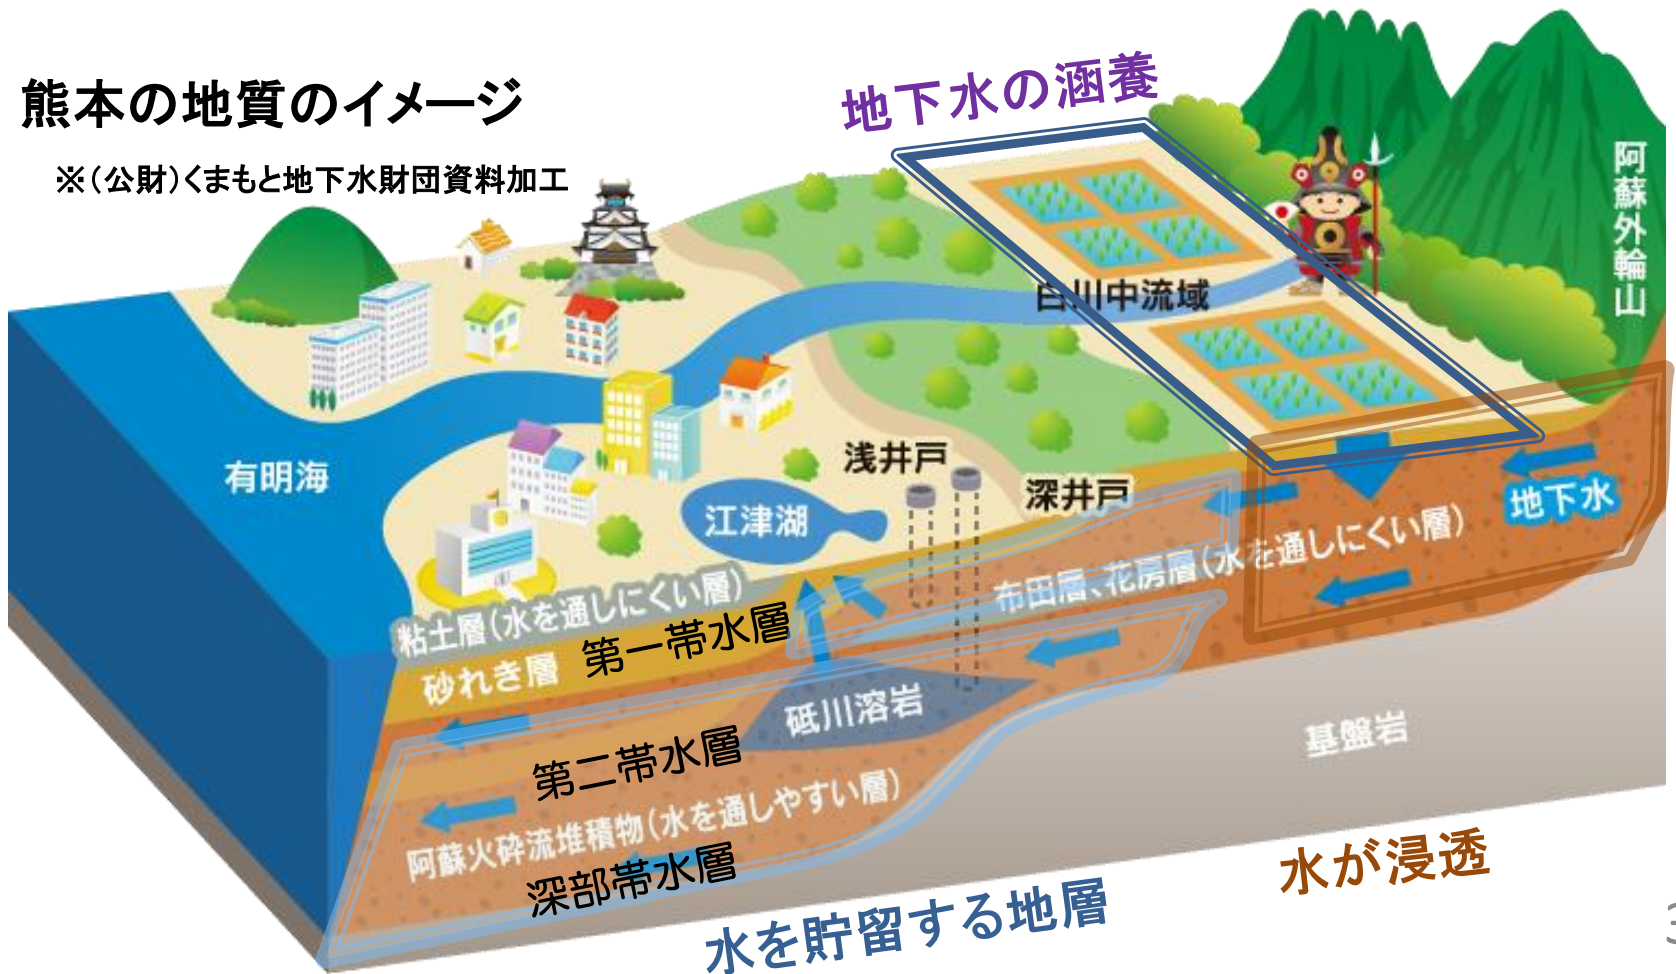 熊本の地質のイメージ
※(公財)くまもと地下水財団資料加工
地下水の涵養
阿蘇外輪山
白川中流域
有明海
浅井戸
深井戸
江津湖
地下水
布田層、花房層(水を通しにくい層)
粘土層(水を通しにくい層)
砂れき層
第一帯水層
砥川溶岩
第二帯水層
基盤岩
阿蘇火砕流堆積物(水を通しやすい層)
深部帯水層
水が浸透
水を貯留する地層